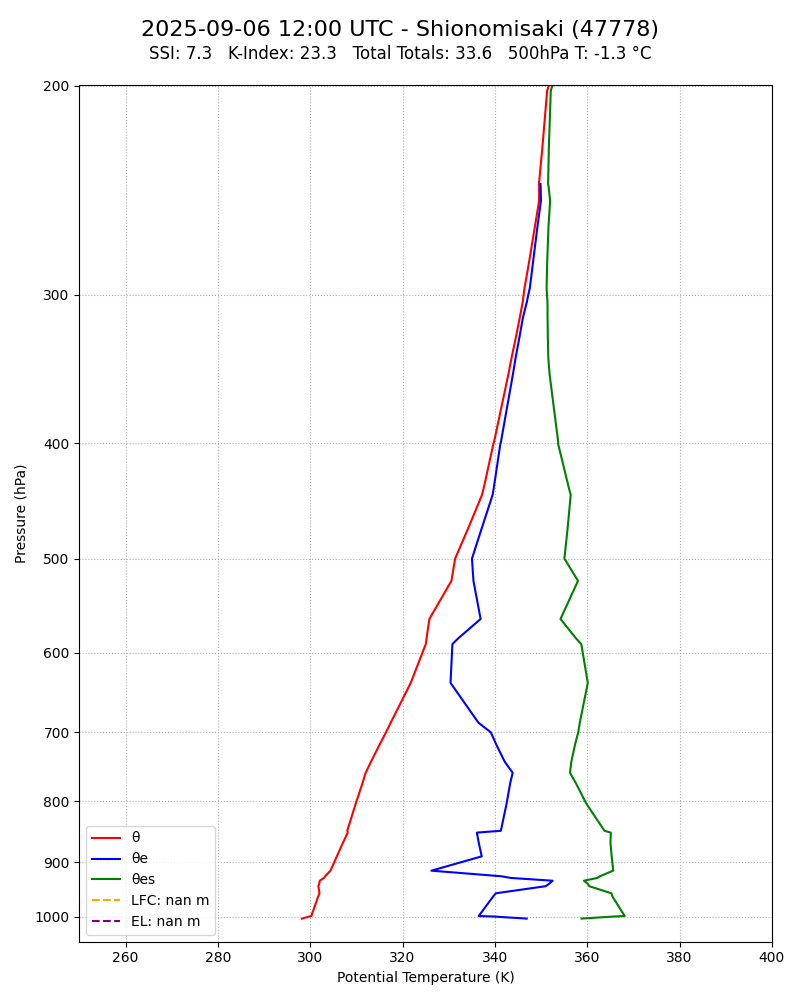 2025-09-06 12:00 UTC - Shionomisaki (47778)
SSI: 7.3   K-Index: 23.3   Total Totals: 33.6   500hPa T: -1.3 °C
200
300
400
500
600
700
800
900
1000
Pressure (hPa)
θ
θe
θes
LFC: nan m
EL: nan m
260 280 300 320 340 360 380 400
Potential Temperature (K)